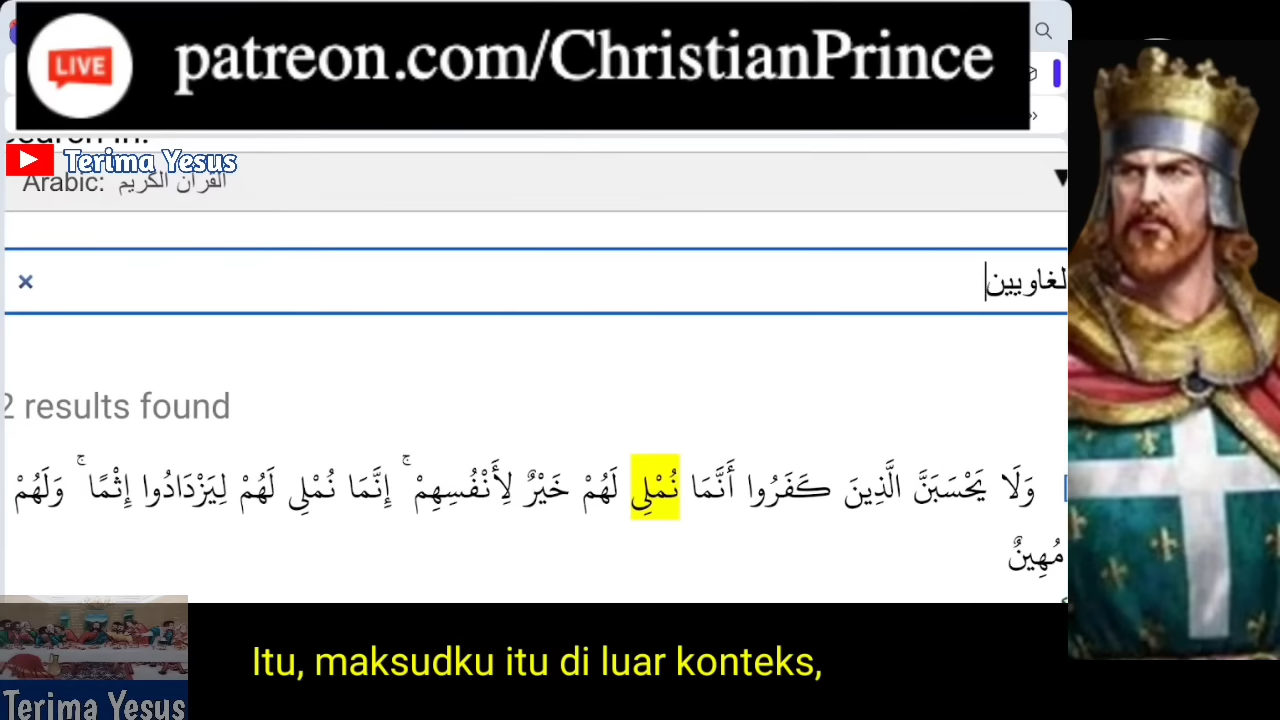 LIVE
patreon.com/ChristianPrince
Terima Yesus
Arabic: القرآن الكريم
لغاويين
2 results found
وَلَا يَحْسَبَنَّ الَّذِينَ كَفَرُوا أَنَّمَا نُمْلِي لَهُمْ خَيْرٌ لِأَنْفُسِهِمْ ۚ إِنَّمَا نُمْلِي لَهُمْ لِيَزْدَادُوا إِثْمًا ۚ وَلَهُمْ
مُهِينٌ
Itu, maksudku itu di luar konteks,
Terima Yesus